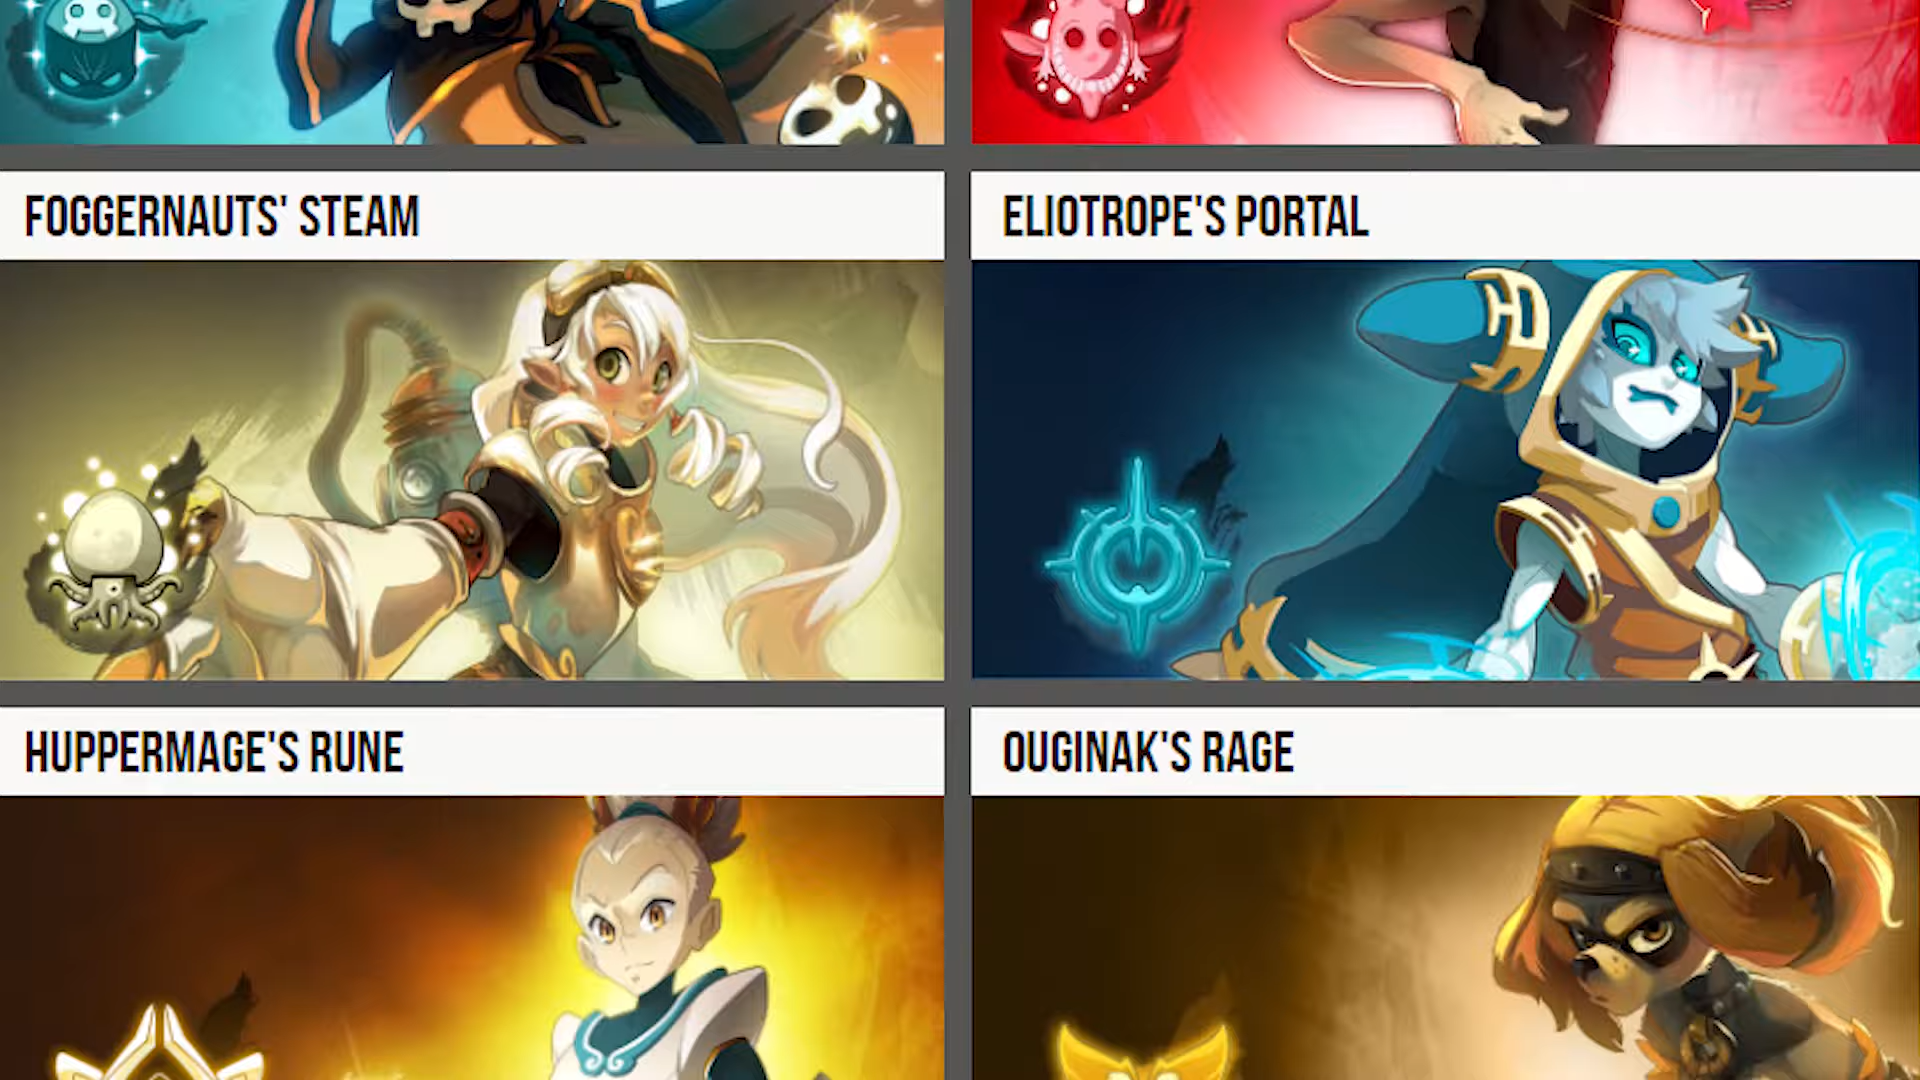 FOGGERNAUTS' STEAM
ELIOTROPE'S PORTAL
HUPPERMAGE'S RUNE
OUGINAK'S RAGE